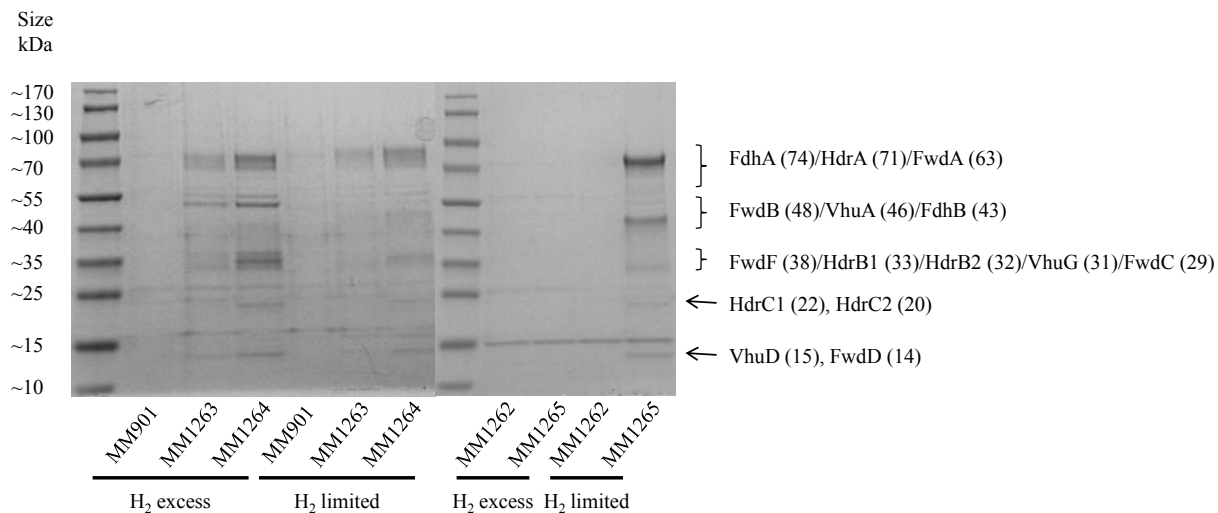 Size
kDa
~170
~130
~100
~70
~55
~40
~35
~25
~15
~10
FdhA (74)/HdrA (71)/FwdA (63)
FwdB (48)/VhuA (46)/FdhB (43)
FwdF (38)/HdrB1 (33)/HdrB2 (32)/VhuG (31)/FwdC (29)
HdrC1 (22), HdrC2 (20)
VhuD (15), FwdD (14)
MM901
MM1263
MM1264
MM901
MM1263
MM1264
MM1262
MM1265
MM1262
MM1265
H₂ excess
H₂ limited
H₂ excess
H₂ limited